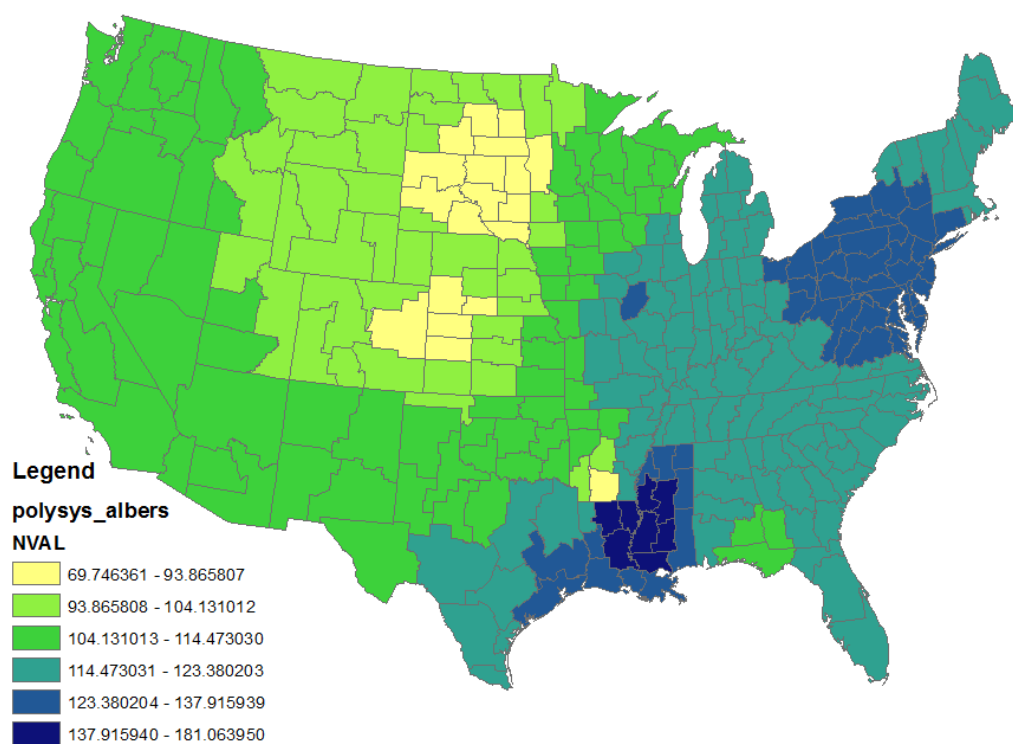 Legend
polysys_albers
NVAL
69.746361 - 93.865807
93.865808 - 104.131012
104.131013 - 114.473030
114.473031 - 123.380203
123.380204 - 137.915939
137.915940 - 181.063950